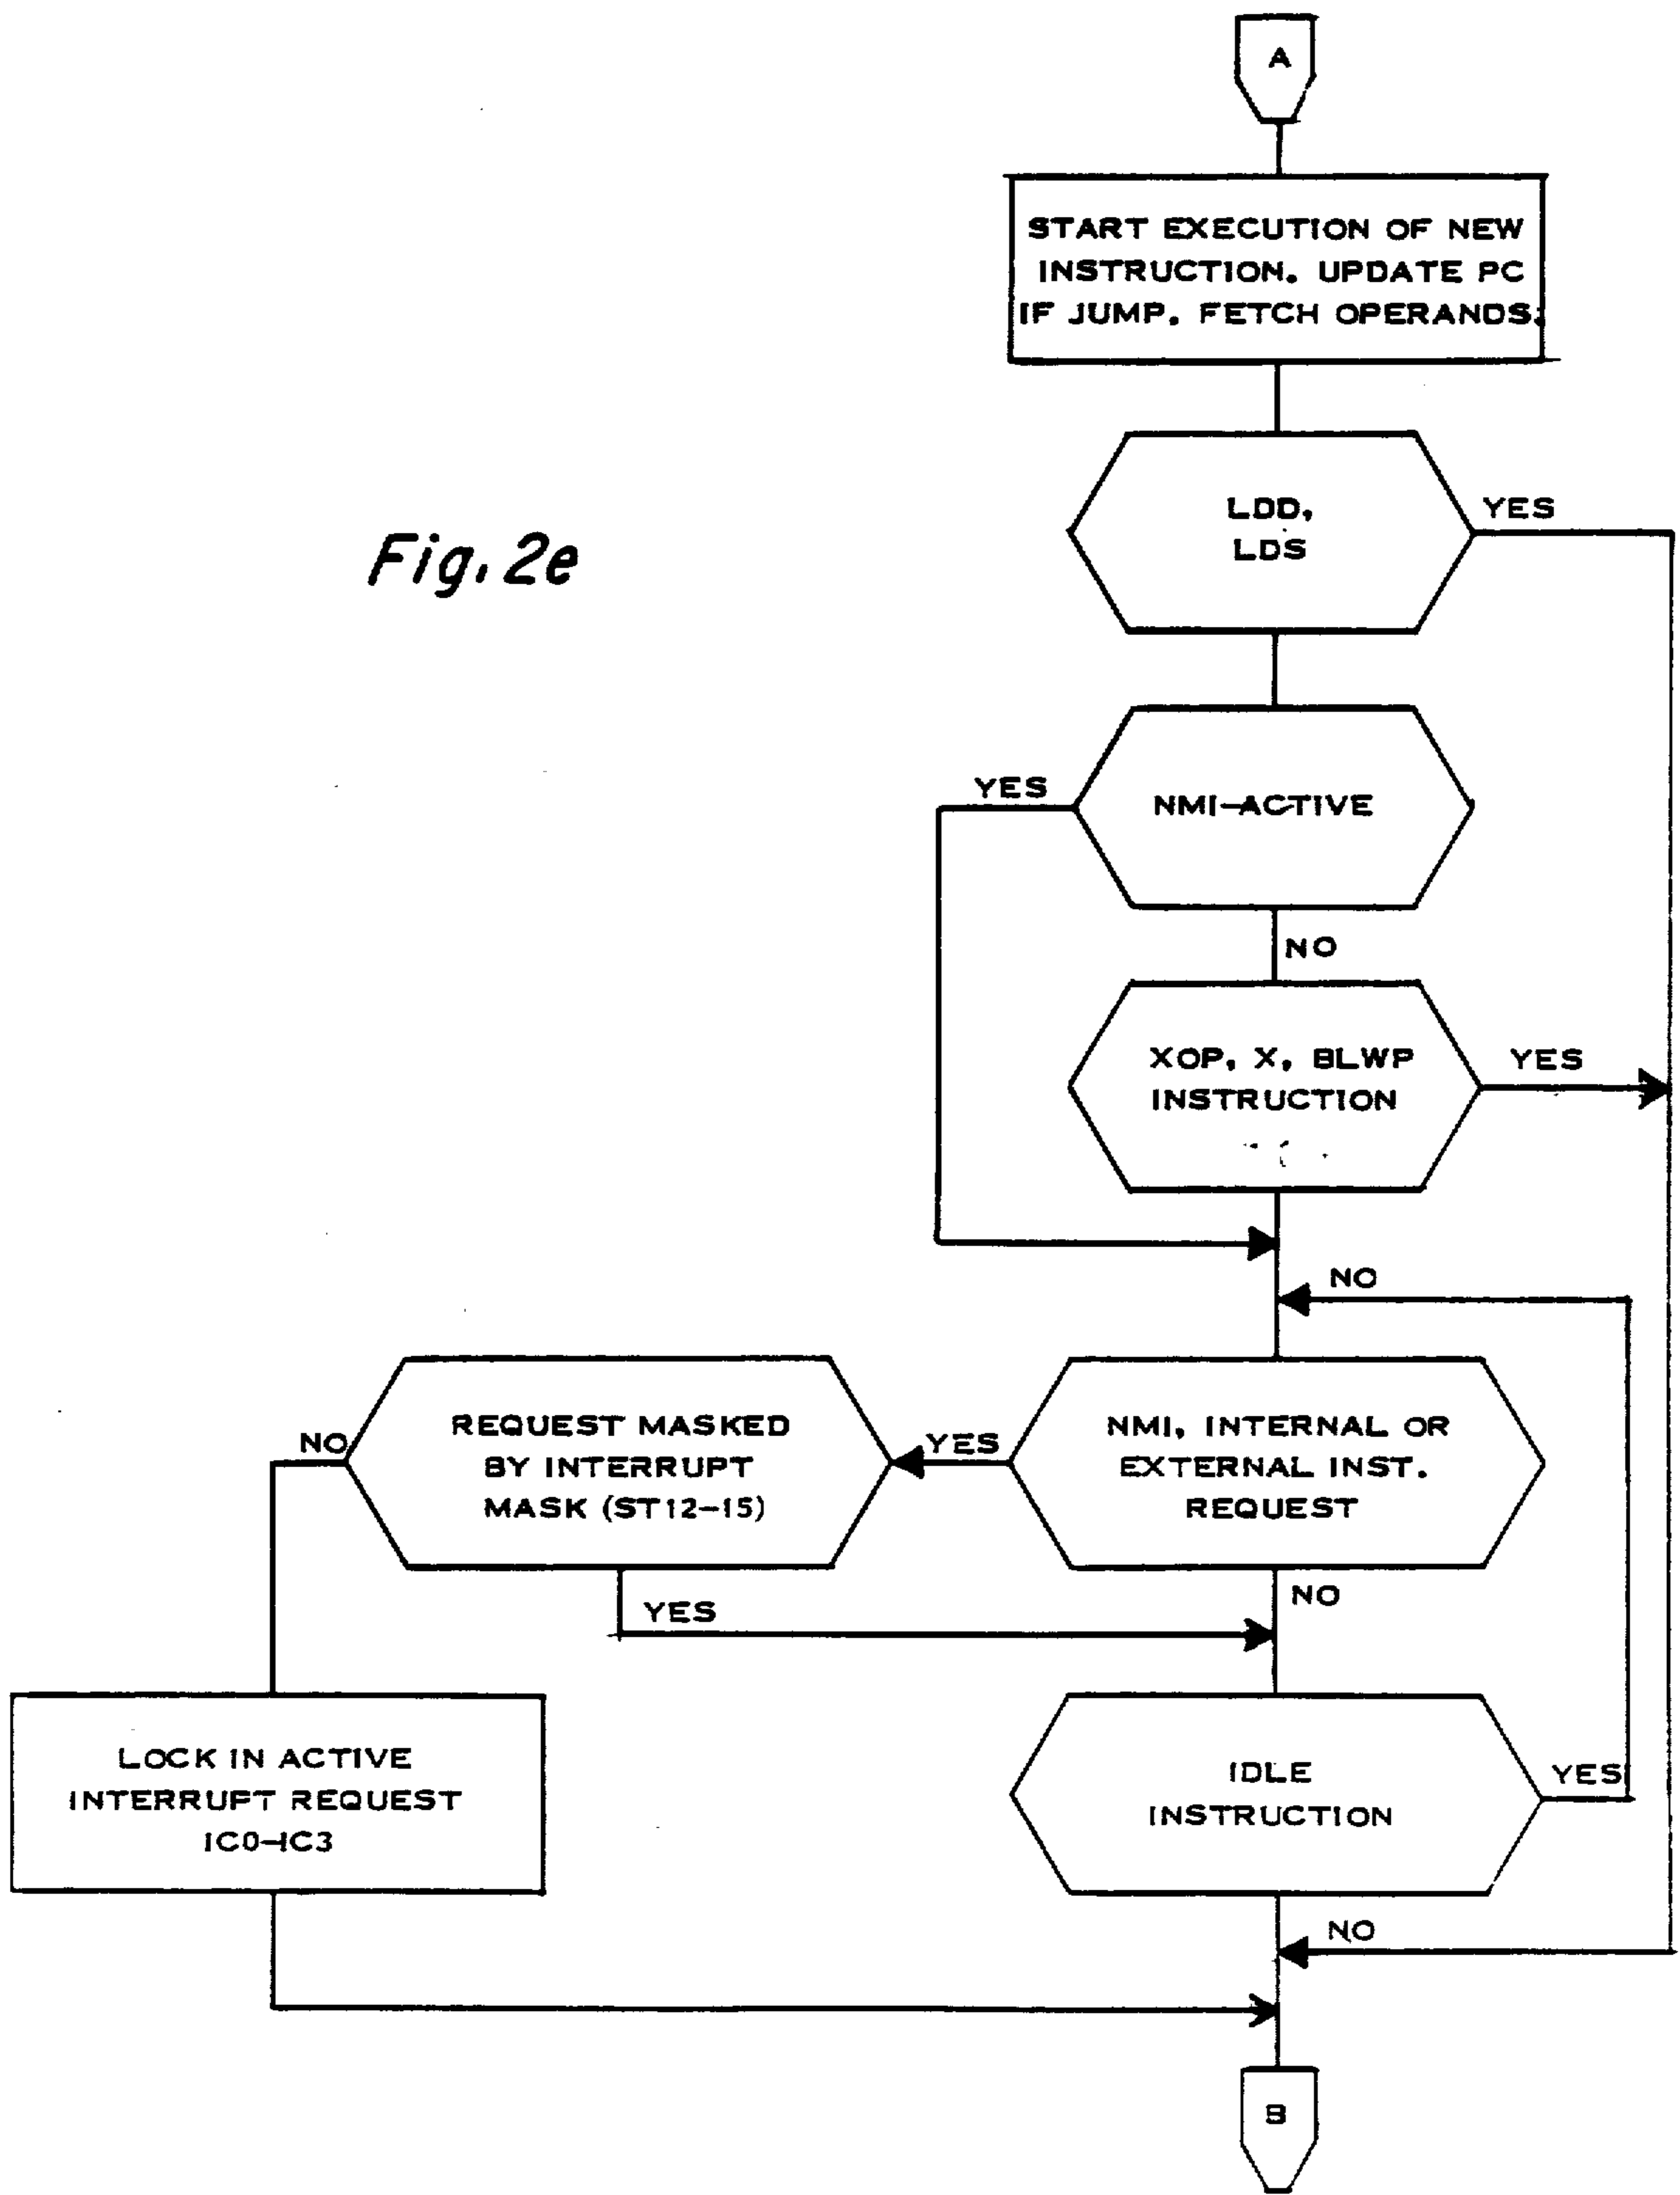 A
START EXECUTION OF NEW
INSTRUCTION. UPDATE PC
IF JUMP. FETCH OPERANDS.
LDD,
LDS
YES
Fig. 2e
NMI-ACTIVE
YES
NO
XOP, X, BLWP
INSTRUCTION
YES
NO
NMI, INTERNAL OR
EXTERNAL INST.
REQUEST
YES
REQUEST MASKED
BY INTERRUPT
MASK (ST12-15)
NO
YES
NO
LOCK IN ACTIVE
INTERRUPT REQUEST
IC0-IC3
IDLE
INSTRUCTION
YES
NO
B